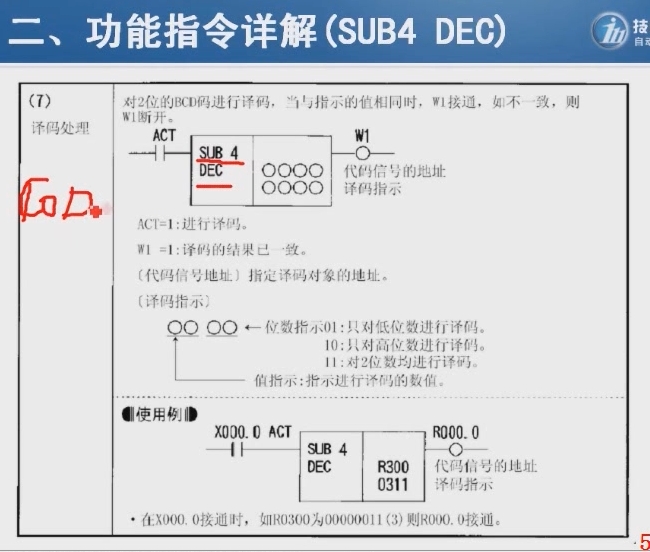 二、功能指令详解(SUB4 DEC)
技
自动
(7)
译码处理
对2位的BCD码进行译码，当与指示的值相同时，W1接通，如不一致，则
W1断开。
ACT
W1
SUB 4
DEC
○○○○
○○○○
代码信号的地址
译码指示
COD
ACT=1:进行译码。
W1 =1:译码的结果已一致。
〔代码信号地址〕指定译码对象的地址。
〔译码指示〕
○○ ○○ ← 位数指示01:只对低位数进行译码。
10:只对高位数进行译码。
11:对2位数均进行译码。
值指示:指示进行译码的数值。
使用例
X000.0 ACT
R000.0
SUB 4
DEC
R300
0311
代码信号的地址
译码指示
·在X000.0接通时，如R0300为00000011(3)则R000.0接通。
5